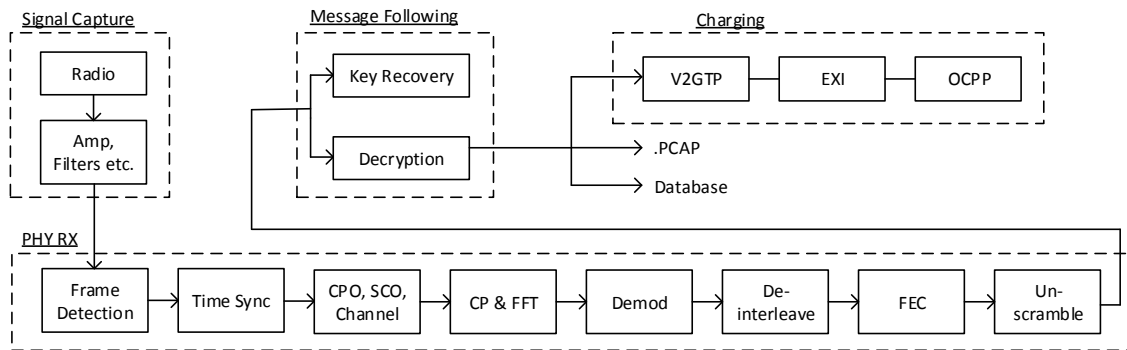 Signal Capture
Message Following
Charging
Radio
Key Recovery
V2GTP
EXI
OCPP
Amp,
Filters etc.
Decryption
.PCAP
Database
PHY RX
Frame
Detection
Time Sync
CPO, SCO,
Channel
CP & FFT
Demod
De-
interleave
FEC
Un-
scramble